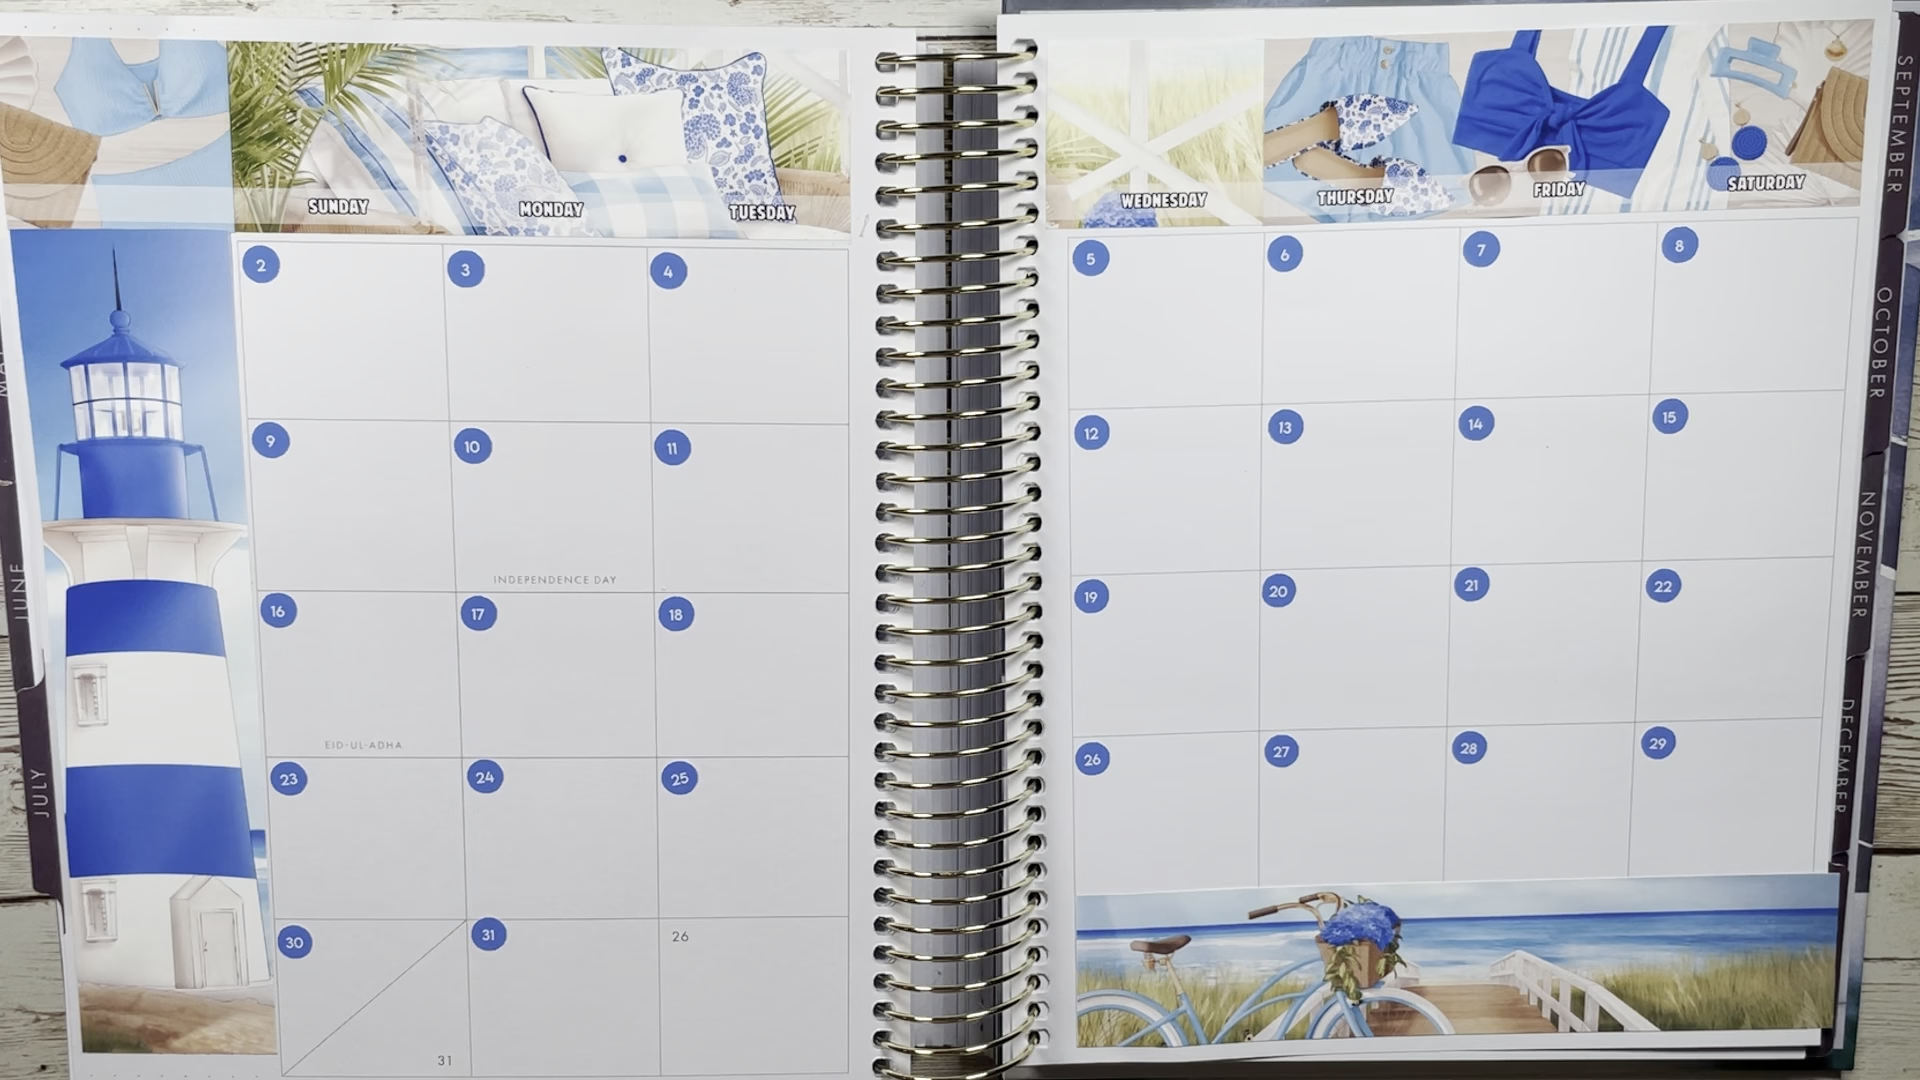 SUNDAY MONDAY TUESDAY WEDNESDAY THURSDAY FRIDAY SATURDAY
2 3 4 5 6 7 8
9 10 11 12 13 14 15
INDEPENDENCE DAY
16 17 18 19 20 21 22
EID-UL-ADHA
23 24 25 26 27 28 29
30 31 26
31
JUNE
JULY
SEPTEMBER
OCTOBER
NOVEMBER
DECEMBER